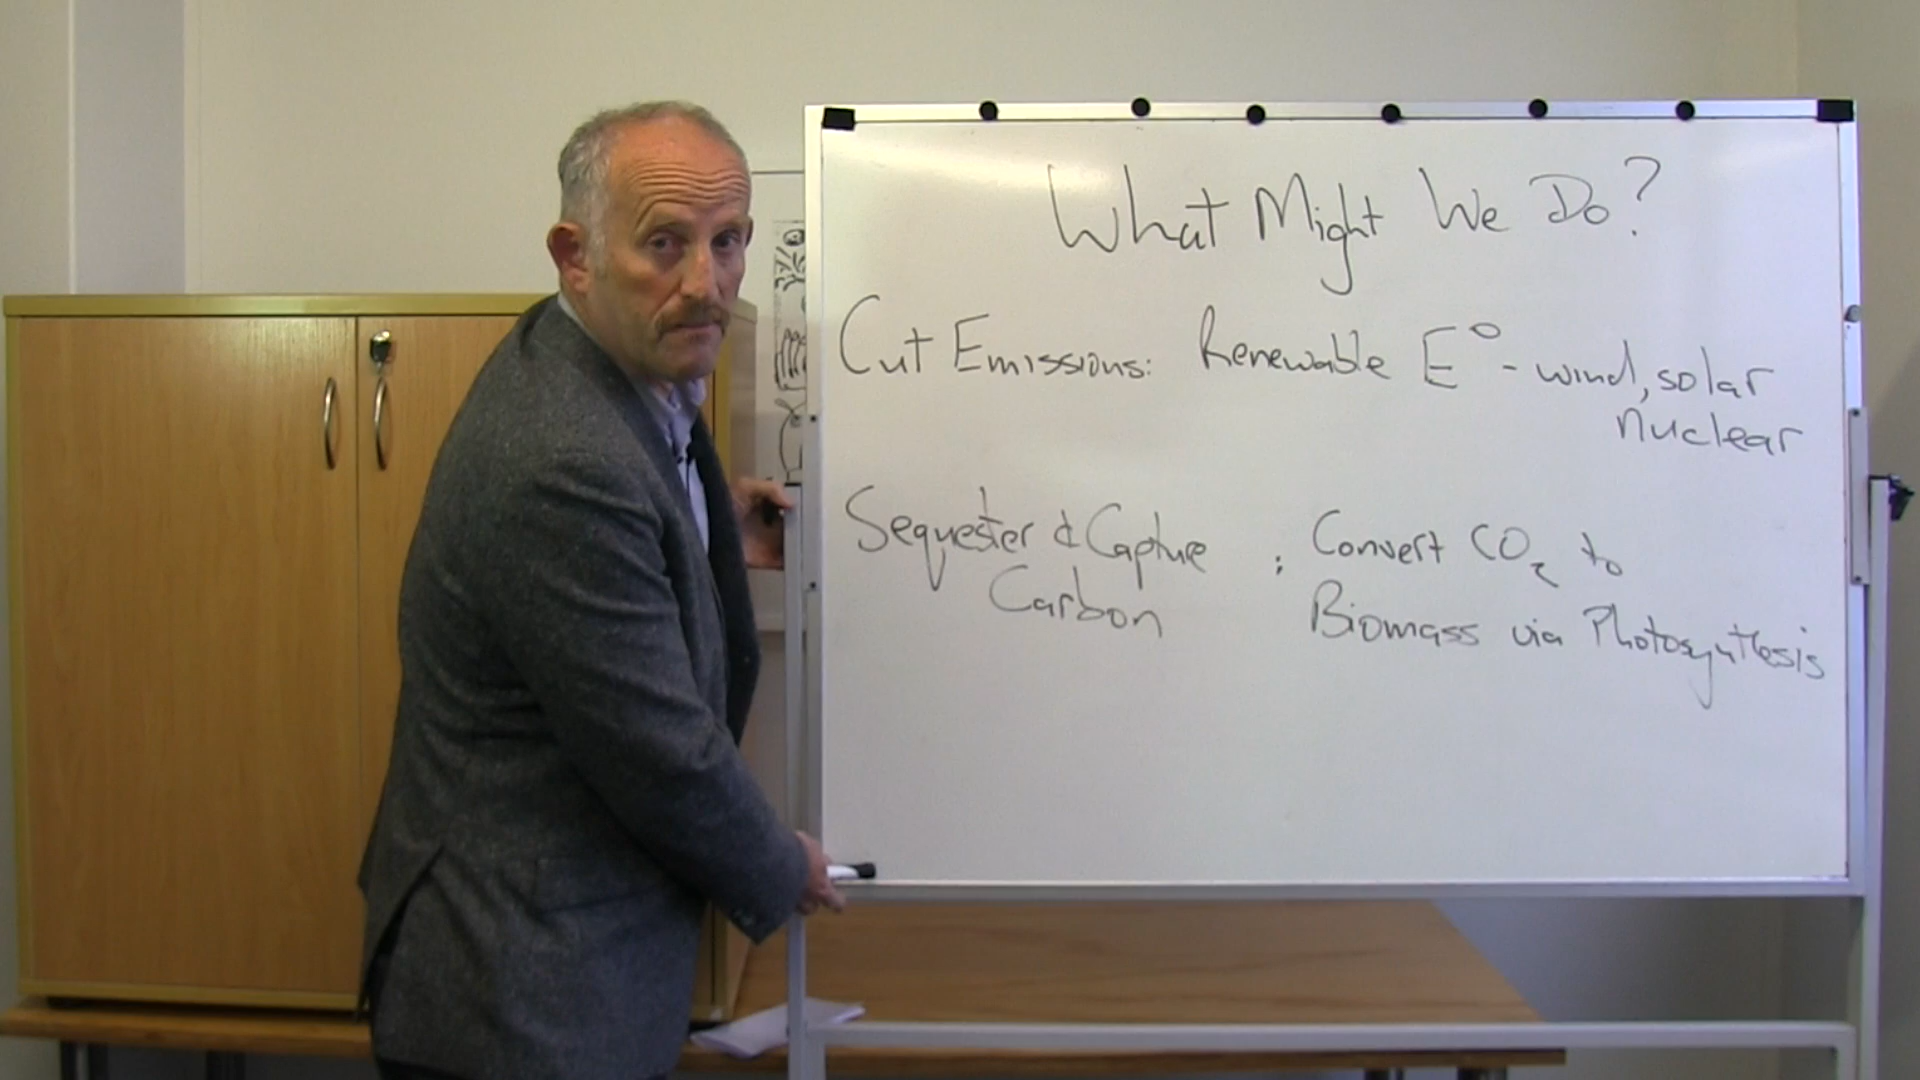 What Might We Do?
Cut Emissions: Renewable E° - wind, solar
nuclear
Sequester & Capture : Convert CO₂ to
Carbon Biomass via Photosynthesis